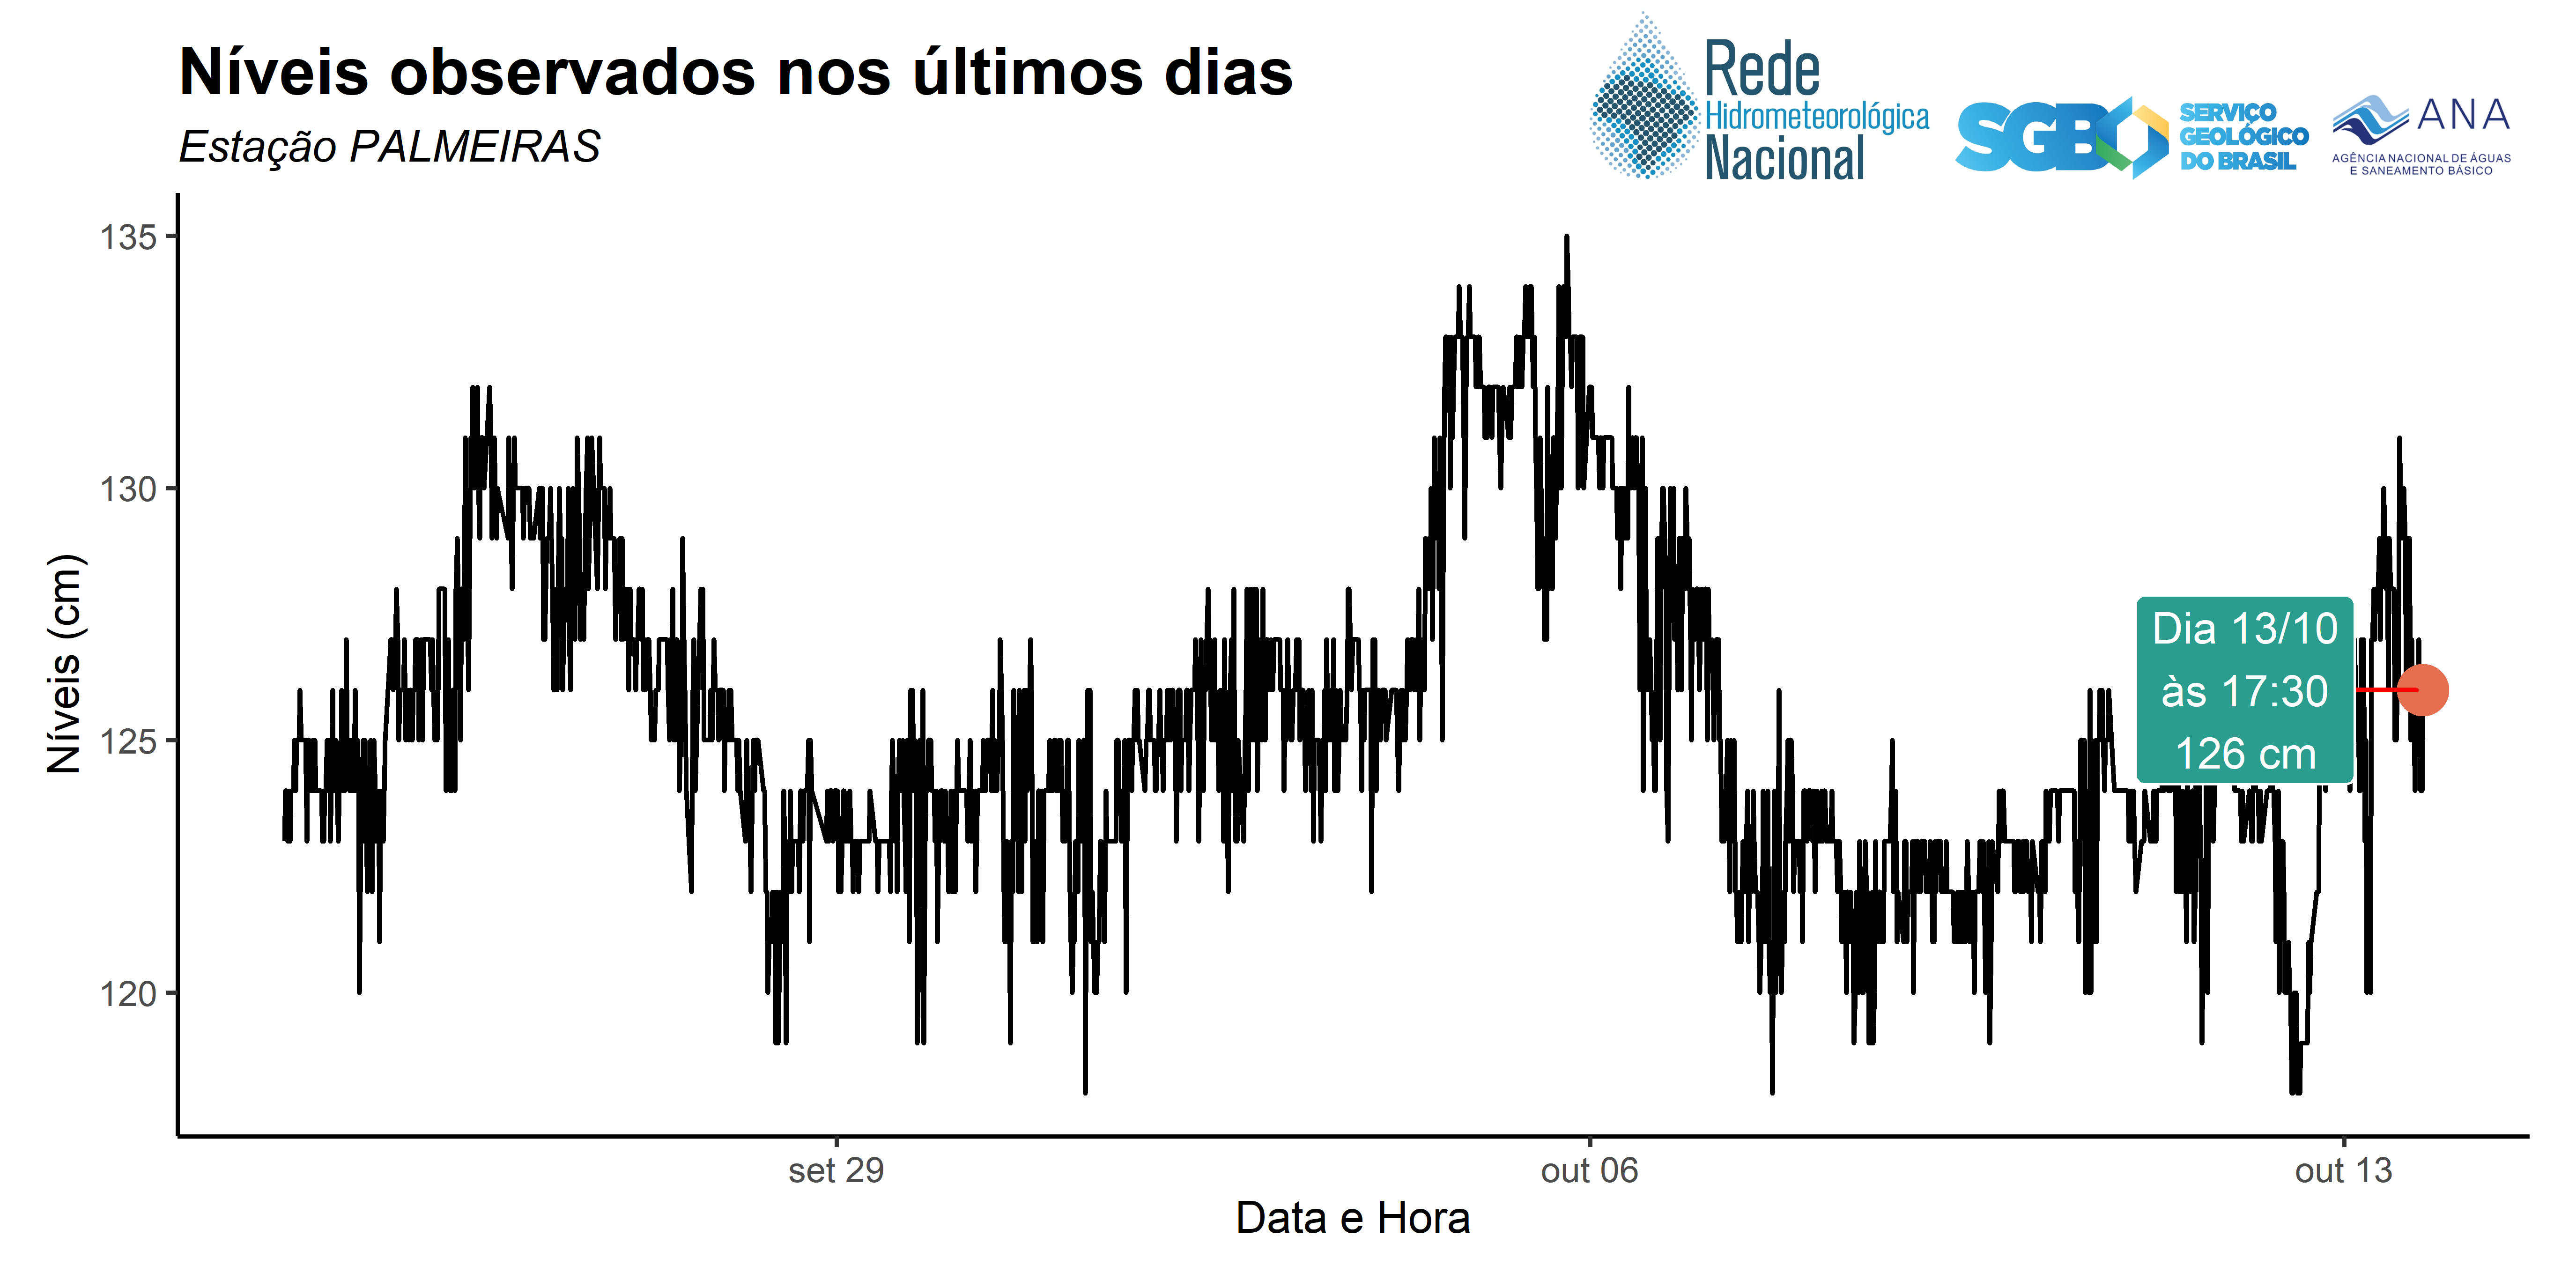 Níveis observados nos últimos dias
Estação PALMEIRAS
Rede
Hidrometeorológica
Nacional
SGB
SERVIÇO
GEOLÓGICO
DO BRASIL
ANA
AGÊNCIA NACIONAL DE ÁGUAS
E SANEAMENTO BÁSICO
Níveis (cm)
135
130
125
120
Dia 13/10
às 17:30
126 cm
set 29
out 06
out 13
Data e Hora